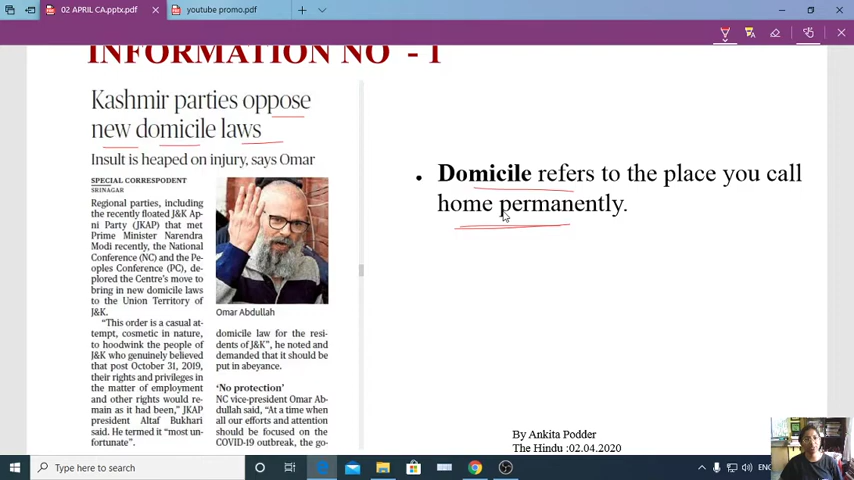 02 APRIL CA.pptx.pdf
youtube promo.pdf
INFORMATION NO - 1
Kashmir parties oppose
new domicile laws
Insult is heaped on injury, says Omar
SPECIAL CORRESPODENT
SRINAGAR
Regional parties, including
the recently floated J&K Ap-
ni Party (JKAP) that met
Prime Minister Narendra
Modi recently, the National
Conference (NC) and the Pe-
oples Conference (PC), de-
plored the Centre's move to
bring in new domicile laws
to the Union Territory of
J&K.
"This order is a casual at-
tempt, cosmetic in nature,
to hoodwink the people of
J&K who genuinely believed
that post October 31, 2019,
their rights and privileges in
the matter of employment
and other rights would re-
main as it had been," JKAP
president Altaf Bukhari
said. He termed it "most un-
fortunate".
Omar Abdullah
domicile law for the resi-
dents of J&K", he noted and
demanded that it should be
put in abeyance.
'No protection'
NC vice-president Omar Ab-
dullah said, "At a time when
all our efforts and attention
should be focused on the
COVID-19 outbreak, the go-
• Domicile refers to the place you call
home permanently.
By Ankita Podder
The Hindu :02.04.2020
Type here to search
ENG